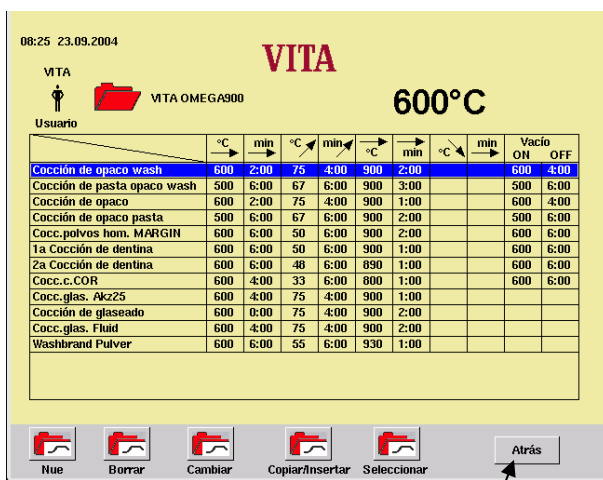 08:25 23.09.2004
VITA
VITA
VITA OMEGA900
600°C
Usuario
°C min °C min °C min °C min Vacío
ON OFF
Cocción de opaco wash 600 2:00 75 4:00 900 2:00 600 4:00
Cocción de pasta opaco wash 500 6:00 67 6:00 900 3:00 500 6:00
Cocción de opaco 600 2:00 75 4:00 900 1:00 600 4:00
Cocción de opaco pasta 500 6:00 67 6:00 900 2:00 500 6:00
Cocc.polvos hom. MARGIN 600 6:00 50 6:00 900 2:00 600 6:00
1a Cocción de dentina 600 6:00 50 6:00 900 1:00 600 6:00
2a Cocción de dentina 600 6:00 48 6:00 890 1:00 600 6:00
Cocc.c.COR 600 4:00 33 6:00 800 1:00 600 6:00
Cocc.glas. Akz25 600 4:00 75 4:00 900 1:00
Cocción de glaseado 600 0:00 75 4:00 900 2:00
Cocc.glas. Fluid 600 4:00 75 4:00 900 2:00
Washbrand Pulver 600 6:00 55 6:00 930 1:00
Nue Borrar Cambiar Copiar/Insertar Seleccionar Atrás